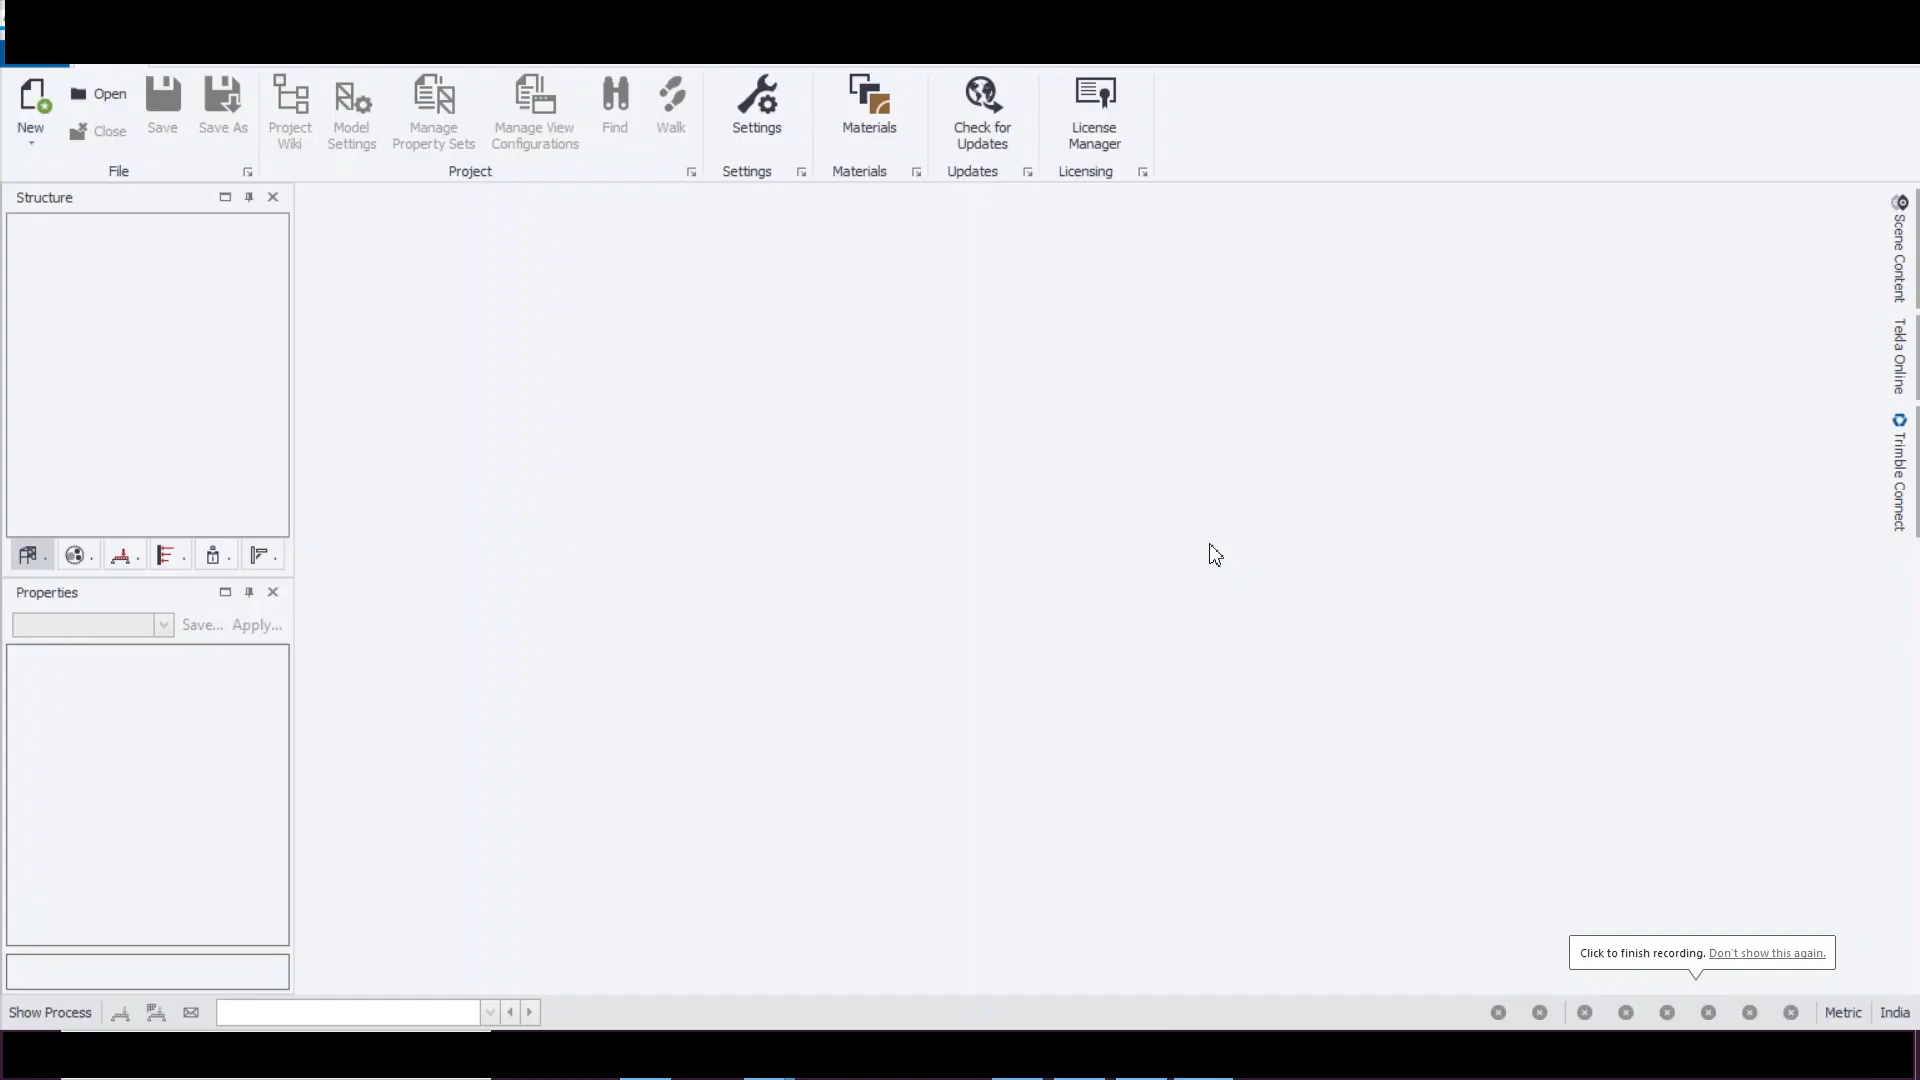 New
Open
Close
Save
Save As
Project
Wiki
Model
Settings
Manage
Property Sets
Manage View
Configurations
Find
Walk
Settings
Materials
Check for
Updates
License
Manager
File
Project
Settings
Materials
Updates
Licensing
Structure
Scene Content
Tekla Online
Trimble Connect
Properties
Save...
Apply...
Click to finish recording. Don't show this again.
Show Process
Metric
India